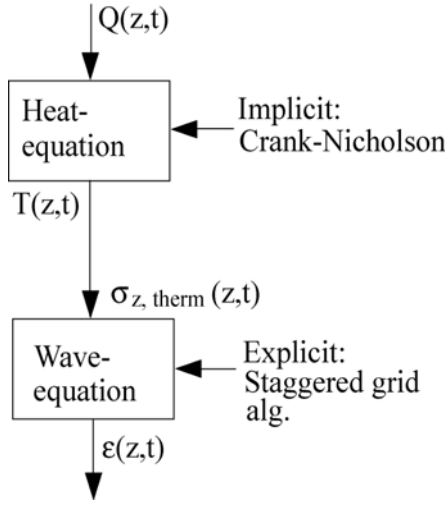 Q(z,t)
Heat-
equation
Implicit:
Crank-Nicholson
T(z,t)
σz, therm (z,t)
Wave-
equation
Explicit:
Staggered grid
alg.
ε(z,t)